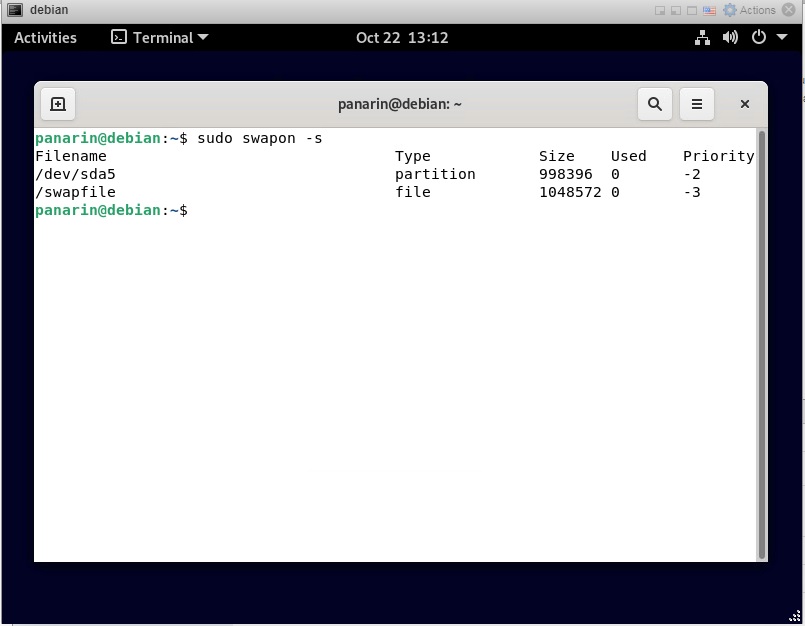 debian
Actions
Activities Terminal Oct 22 13:12
panarin@debian: ~
panarin@debian:~$ sudo swapon -s
Filename Type Size Used Priority
/dev/sda5 partition 998396 0 -2
/swapfile file 1048572 0 -3
panarin@debian:~$